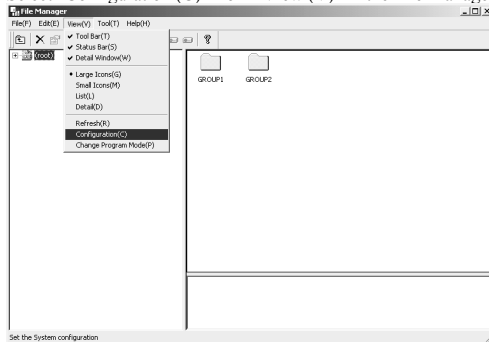 File Manager
File(F) Edit(E) View(V) Tool(T) Help(H)
Tool Bar(T)
Status Bar(S)
Detail Window(W)
Large Icons(G)
Small Icons(M)
List(L)
Detail(D)
Refresh(R)
Configuration(C)
Change Program Mode(P)
(root)
GROUP1 GROUP2
Set the System configuration